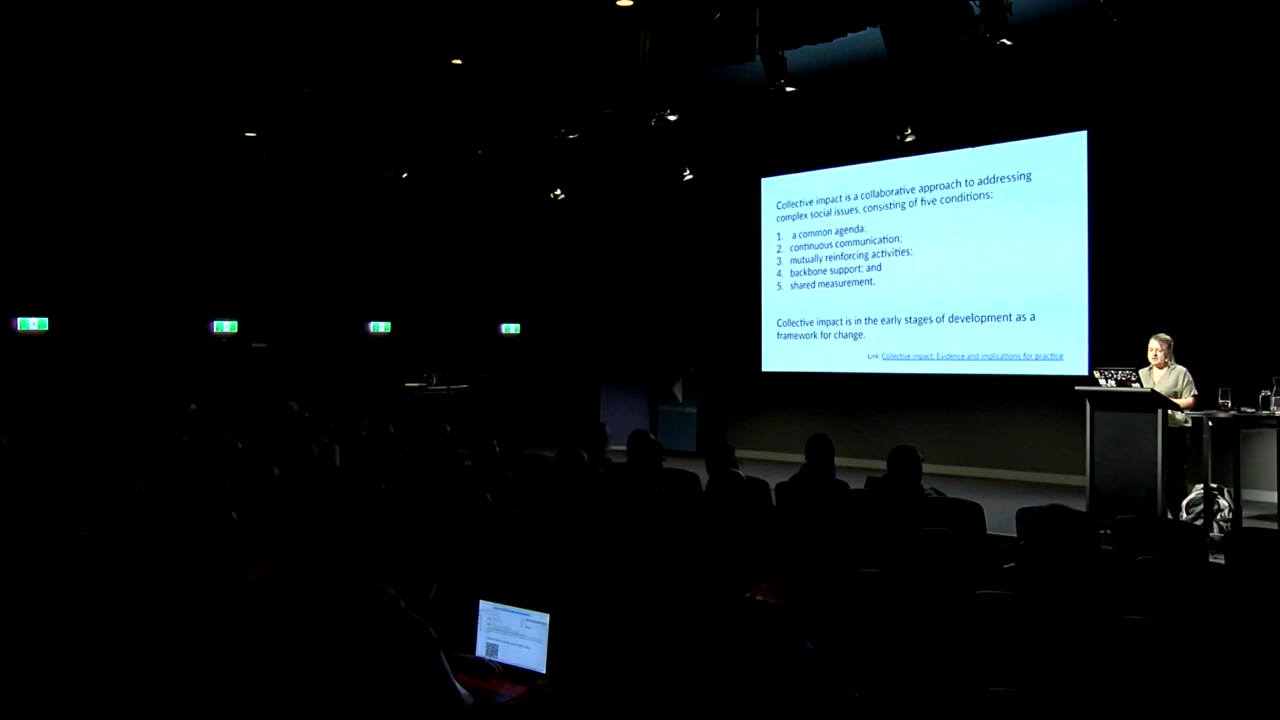 Collective impact is a collaborative approach to addressing
complex social issues, consisting of five conditions:
1. a common agenda;
2. continuous communication;
3. mutually reinforcing activities;
4. backbone support; and
5. shared measurement.
Collective impact is in the early stages of development as a
framework for change.
Link: Collective impact: Evidence and implications for practice